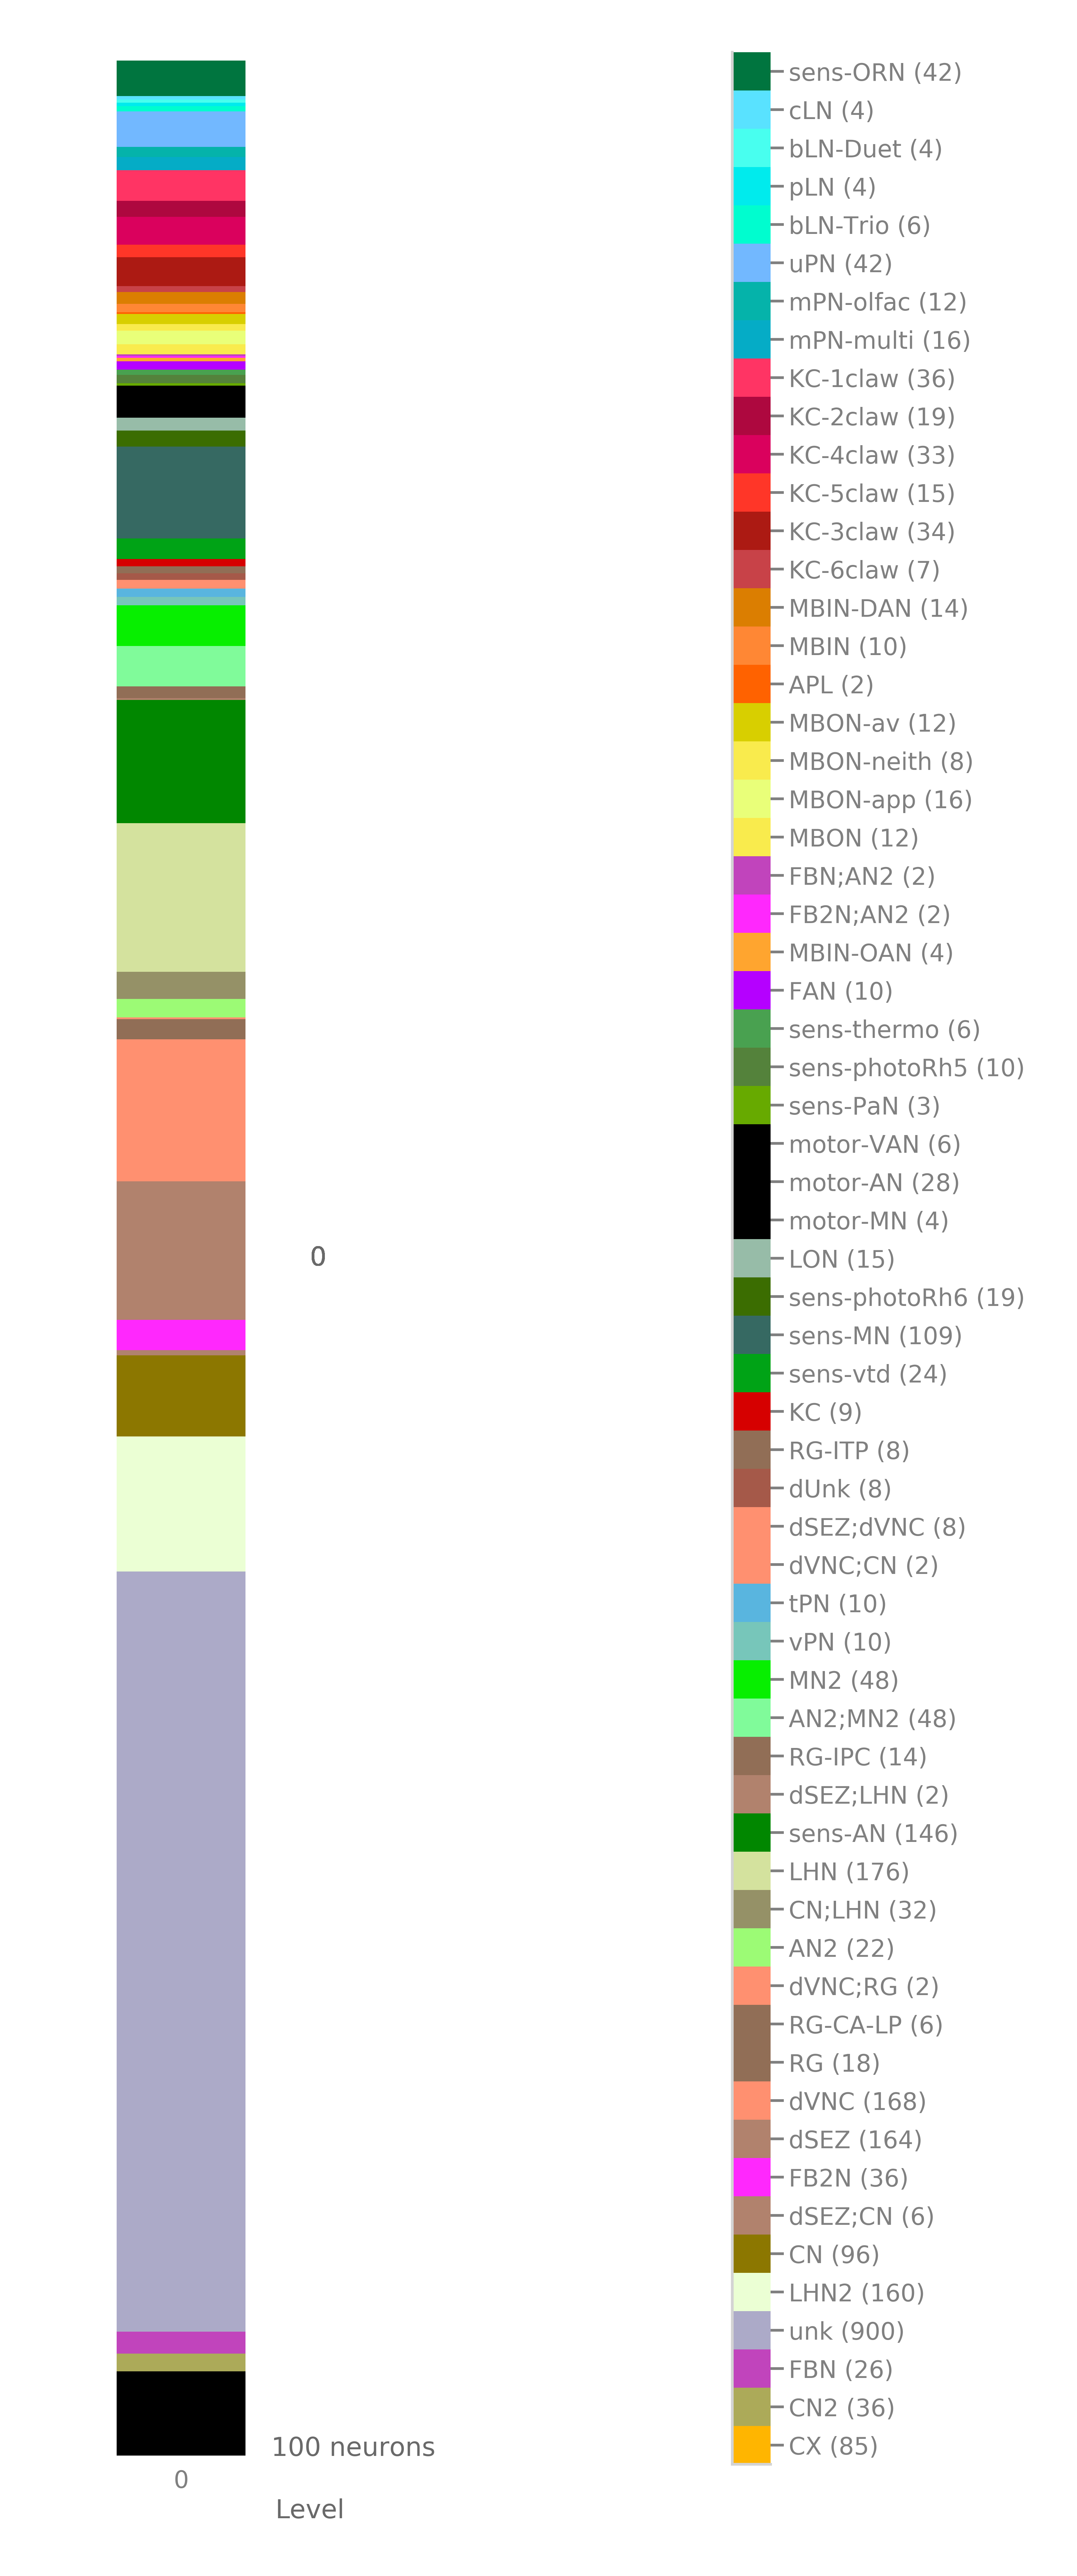 sens-ORN (42)
cLN (4)
bLN-Duet (4)
pLN (4)
bLN-Trio (6)
uPN (42)
mPN-olfac (12)
mPN-multi (16)
KC-1claw (36)
KC-2claw (19)
KC-4claw (33)
KC-5claw (15)
KC-3claw (34)
KC-6claw (7)
MBIN-DAN (14)
MBIN (10)
APL (2)
MBON-av (12)
MBON-neith (8)
MBON-app (16)
MBON (12)
FBN;AN2 (2)
FB2N;AN2 (2)
MBIN-OAN (4)
FAN (10)
sens-thermo (6)
sens-photoRh5 (10)
sens-PaN (3)
motor-VAN (6)
motor-AN (28)
motor-MN (4)
LON (15)
sens-photoRh6 (19)
sens-MN (109)
sens-vtd (24)
KC (9)
RG-ITP (8)
dUnk (8)
dSEZ;dVNC (8)
dVNC;CN (2)
tPN (10)
vPN (10)
MN2 (48)
AN2;MN2 (48)
RG-IPC (14)
dSEZ;LHN (2)
sens-AN (146)
LHN (176)
CN;LHN (32)
AN2 (22)
dVNC;RG (2)
RG-CA-LP (6)
RG (18)
dVNC (168)
dSEZ (164)
FB2N (36)
dSEZ;CN (6)
CN (96)
LHN2 (160)
unk (900)
FBN (26)
CN2 (36)
CX (85)
0
100 neurons
0
Level